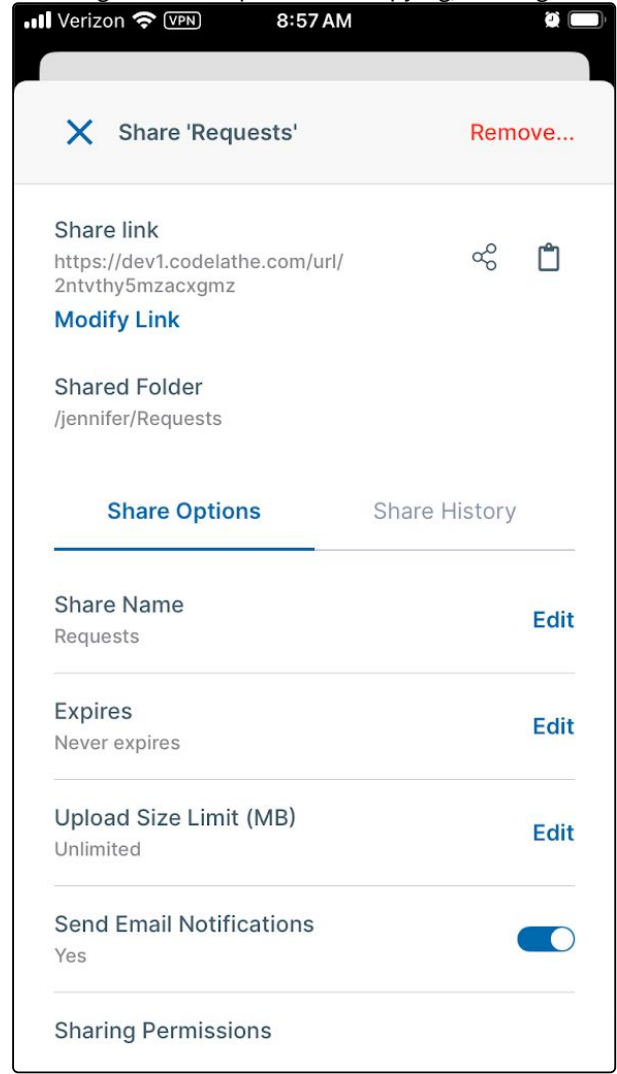 Verizon VPN 8:57 AM
Share 'Requests' Remove...
Share link
https://dev1.codelathe.com/url/
2ntvthy5mzacxgmz
Modify Link
Shared Folder
/jennifer/Requests
Share Options Share History
Share Name
Requests
Edit
Expires
Never expires
Edit
Upload Size Limit (MB)
Unlimited
Edit
Send Email Notifications
Yes
Sharing Permissions